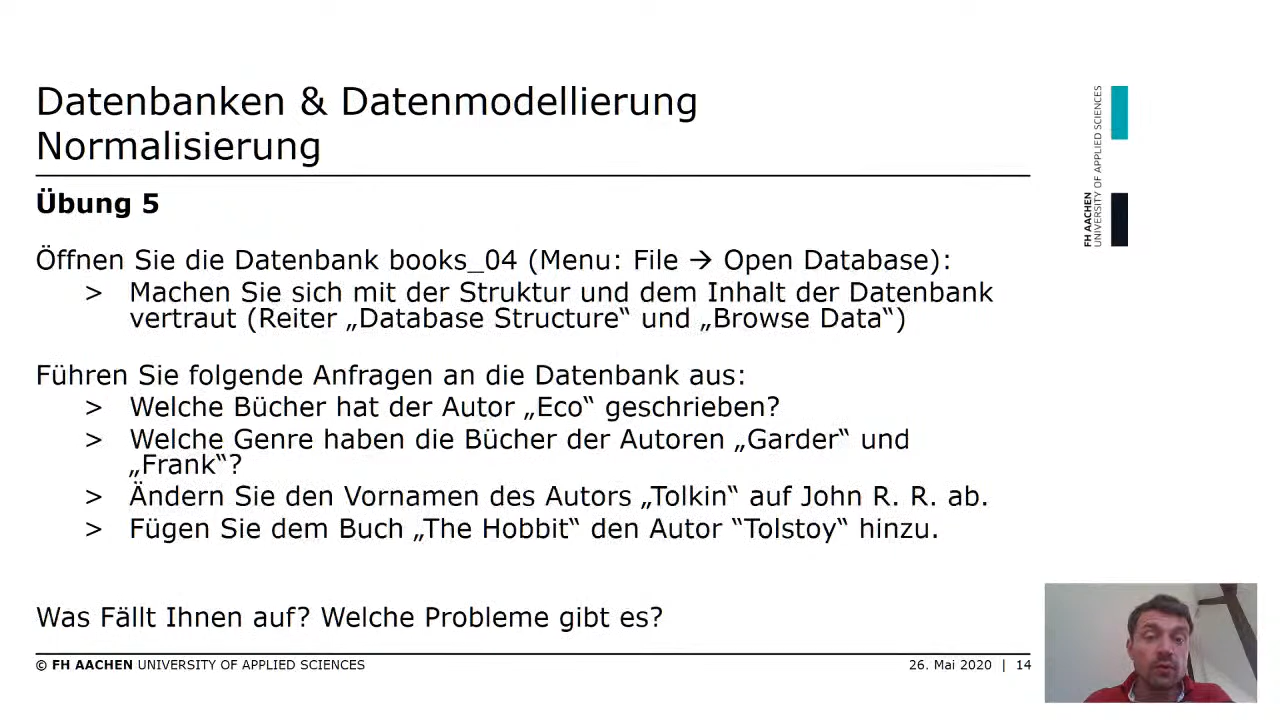 Datenbanken & Datenmodellierung
Normalisierung
Übung 5
Öffnen Sie die Datenbank books_04 (Menu: File → Open Database):
> Machen Sie sich mit der Struktur und dem Inhalt der Datenbank
vertraut (Reiter „Database Structure“ und „Browse Data“)
Führen Sie folgende Anfragen an die Datenbank aus:
> Welche Bücher hat der Autor „Eco“ geschrieben?
> Welche Genre haben die Bücher der Autoren „Garder“ und
„Frank“?
> Ändern Sie den Vornamen des Autors „Tolkin“ auf John R. R. ab.
> Fügen Sie dem Buch „The Hobbit“ den Autor “Tolstoy“ hinzu.
Was Fällt Ihnen auf? Welche Probleme gibt es?
© FH AACHEN UNIVERSITY OF APPLIED SCIENCES
26. Mai 2020 | 14
FH AACHEN
UNIVERSITY OF APPLIED SCIENCES